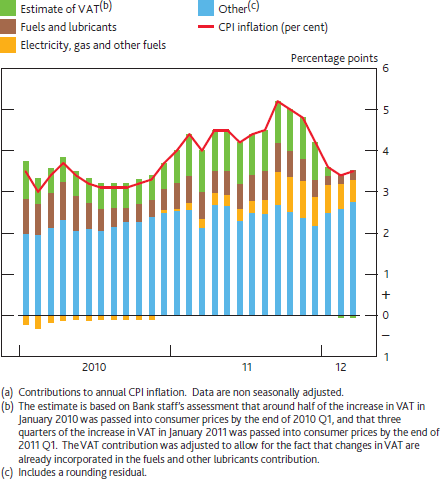 Estimate of VAT(b)
Other(c)
Fuels and lubricants
CPI inflation (per cent)
Electricity, gas and other fuels
Percentage points
6
5
4
3
2
1
+
0
–
1
2010
11
12
(a) Contributions to annual CPI inflation. Data are non seasonally adjusted.
(b) The estimate is based on Bank staff's assessment that around half of the increase in VAT in
January 2010 was passed into consumer prices by the end of 2010 Q1, and that three
quarters of the increase in VAT in January 2011 was passed into consumer prices by the end of
2011 Q1. The VAT contribution was adjusted to allow for the fact that changes in VAT are
already incorporated in the fuels and other lubricants contribution.
(c) Includes a rounding residual.